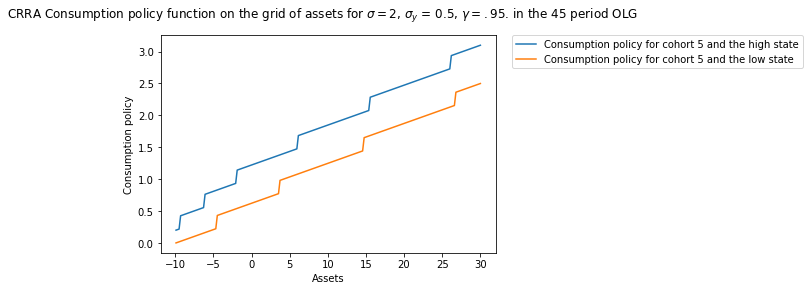 CRRA Consumption policy function on the grid of assets for σ = 2, σy = 0.5, γ = .95. in the 45 period OLG
Consumption policy for cohort 5 and the high state
Consumption policy for cohort 5 and the low state
Consumption policy
3.0
2.5
2.0
1.5
1.0
0.5
0.0
−10 −5 0 5 10 15 20 25 30
Assets